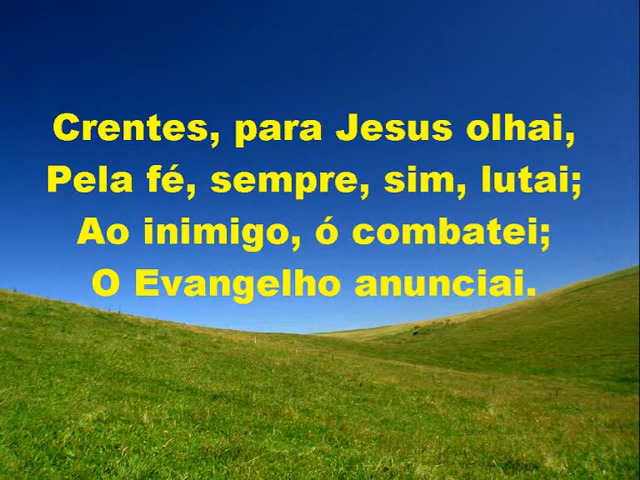 Crentes, para Jesus olhai,
Pela fé, sempre, sim, lutai;
Ao inimigo, ó combatei;
O Evangelho anunciai.